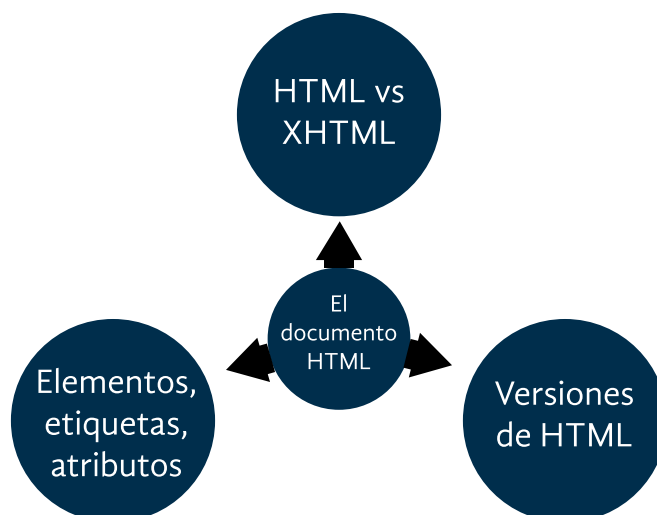 HTML vs
XHTML
El
documento
HTML
Elementos,
etiquetas,
atributos
Versiones
de HTML